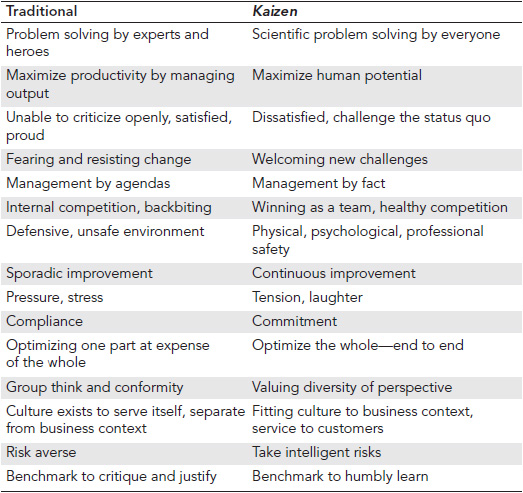 Traditional Kaizen
Problem solving by experts and Scientific problem solving by everyone
heroes
Maximize productivity by managing Maximize human potential
output
Unable to criticize openly, satisfied, Dissatisfied, challenge the status quo
proud
Fearing and resisting change Welcoming new challenges
Management by agendas Management by fact
Internal competition, backbiting Winning as a team, healthy competition
Defensive, unsafe environment Physical, psychological, professional
safety
Sporadic improvement Continuous improvement
Pressure, stress Tension, laughter
Compliance Commitment
Optimizing one part at expense Optimize the whole—end to end
of the whole
Group think and conformity Valuing diversity of perspective
Culture exists to serve itself, separate Fitting culture to business context,
from business context service to customers
Risk averse Take intelligent risks
Benchmark to critique and justify Benchmark to humbly learn